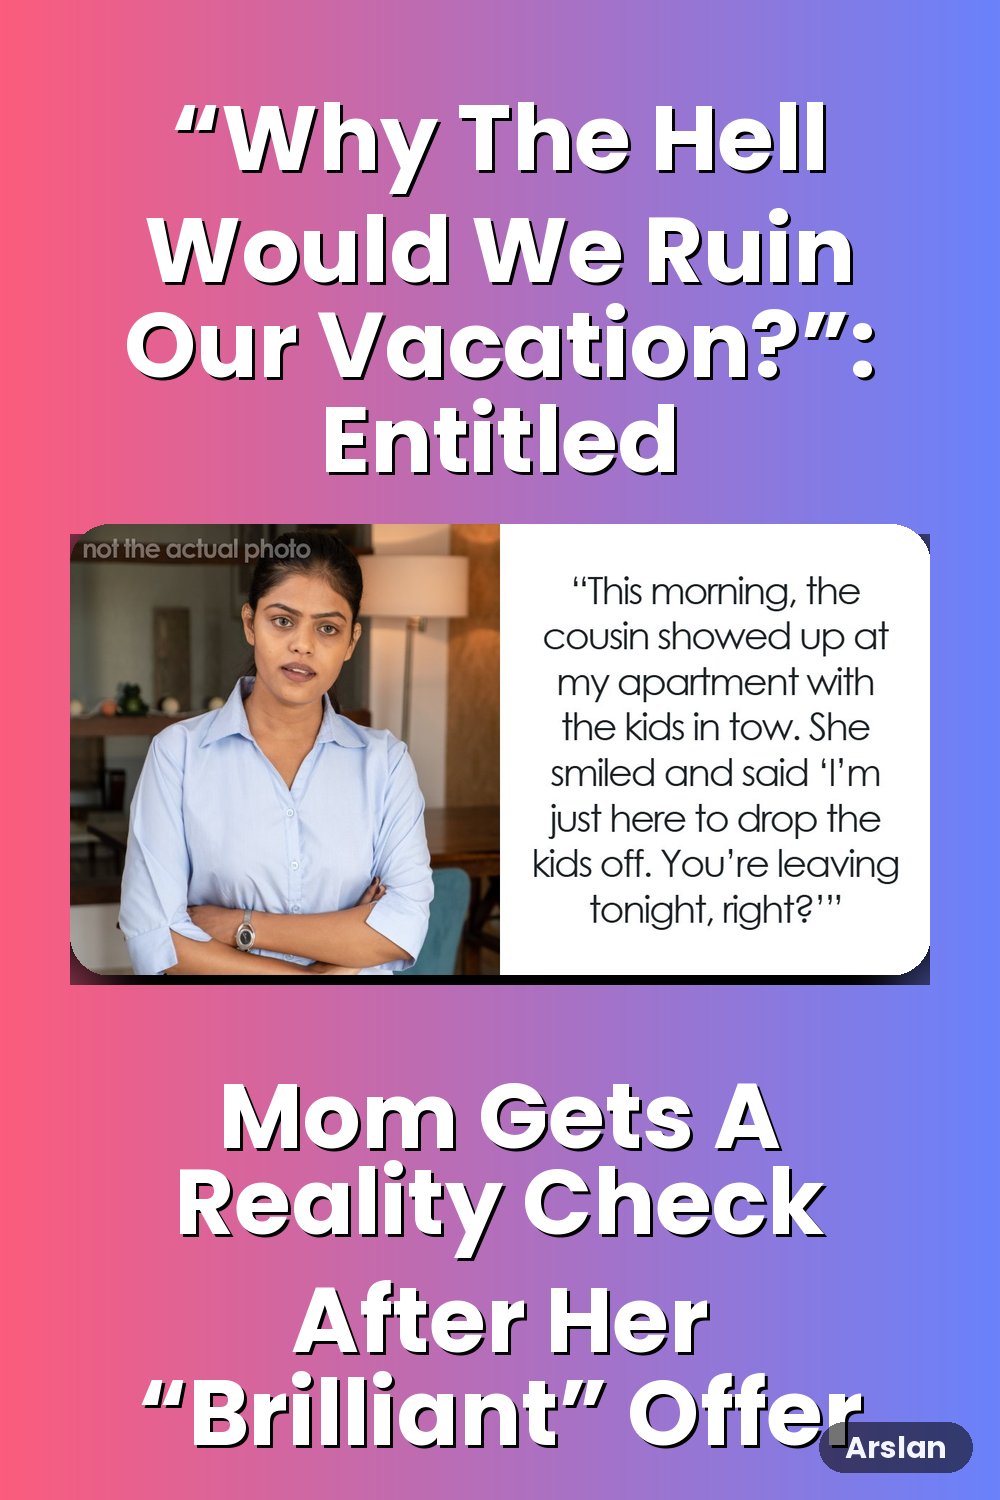 “Why The Hell
Would We Ruin
Our Vacation?”:
Entitled
not the actual photo
“This morning, the
cousin showed up at
my apartment with
the kids in tow. She
smiled and said ‘I’m
just here to drop the
kids off. You’re leaving
tonight, right?’”
Mom Gets A
Reality Check
After Her
“Brilliant” Offer
Arslan